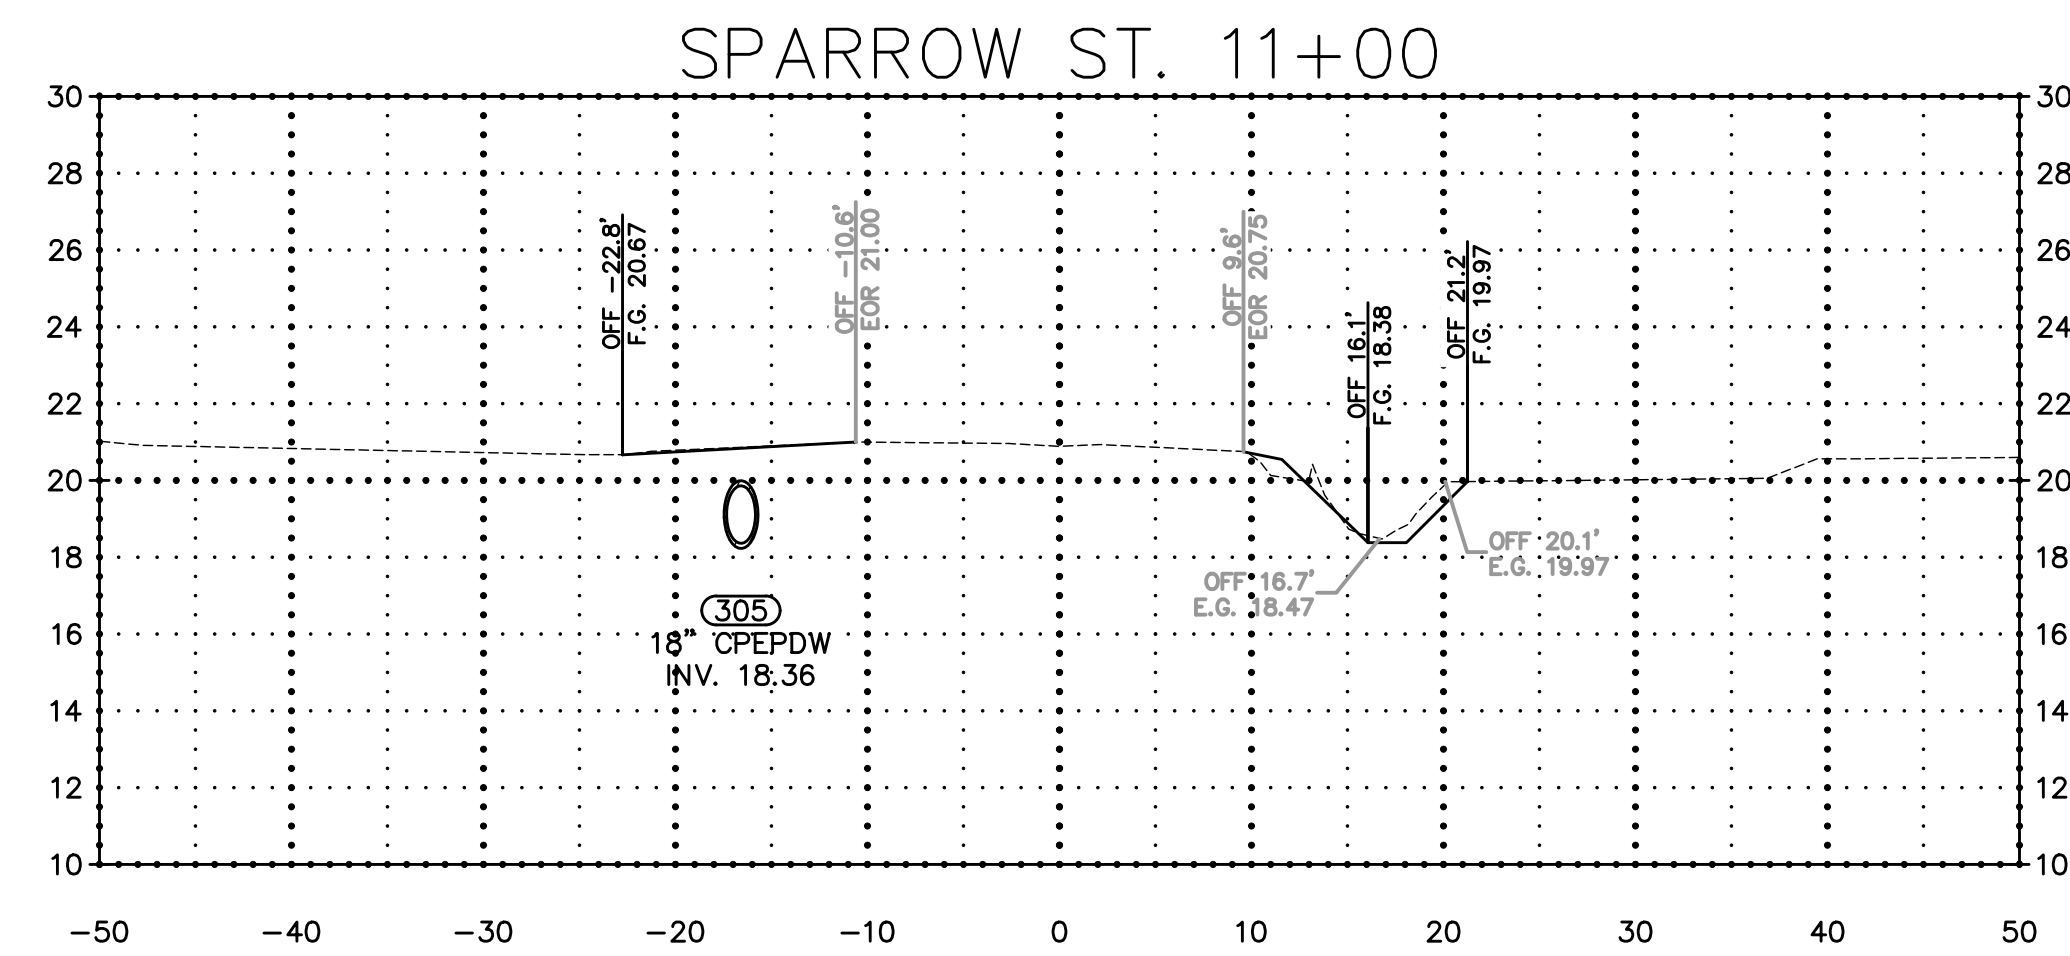 SPARROW ST. 11+00
30 30
28 28
26 26
24 24
22 22
20 20
18 18
16 16
14 14
12 12
10 10
OFF -22.8'
F.G. 20.67
OFF -10.6'
EOR 21.00
OFF 9.6'
EOR 20.75
OFF 16.1'
F.G. 18.38
OFF 21.2'
F.G. 19.97
OFF 20.1'
E.G. 19.97
OFF 16.7'
E.G. 18.47
305
18" CPEPDW
INV. 18.36
-50 -40 -30 -20 -10 0 10 20 30 40 50